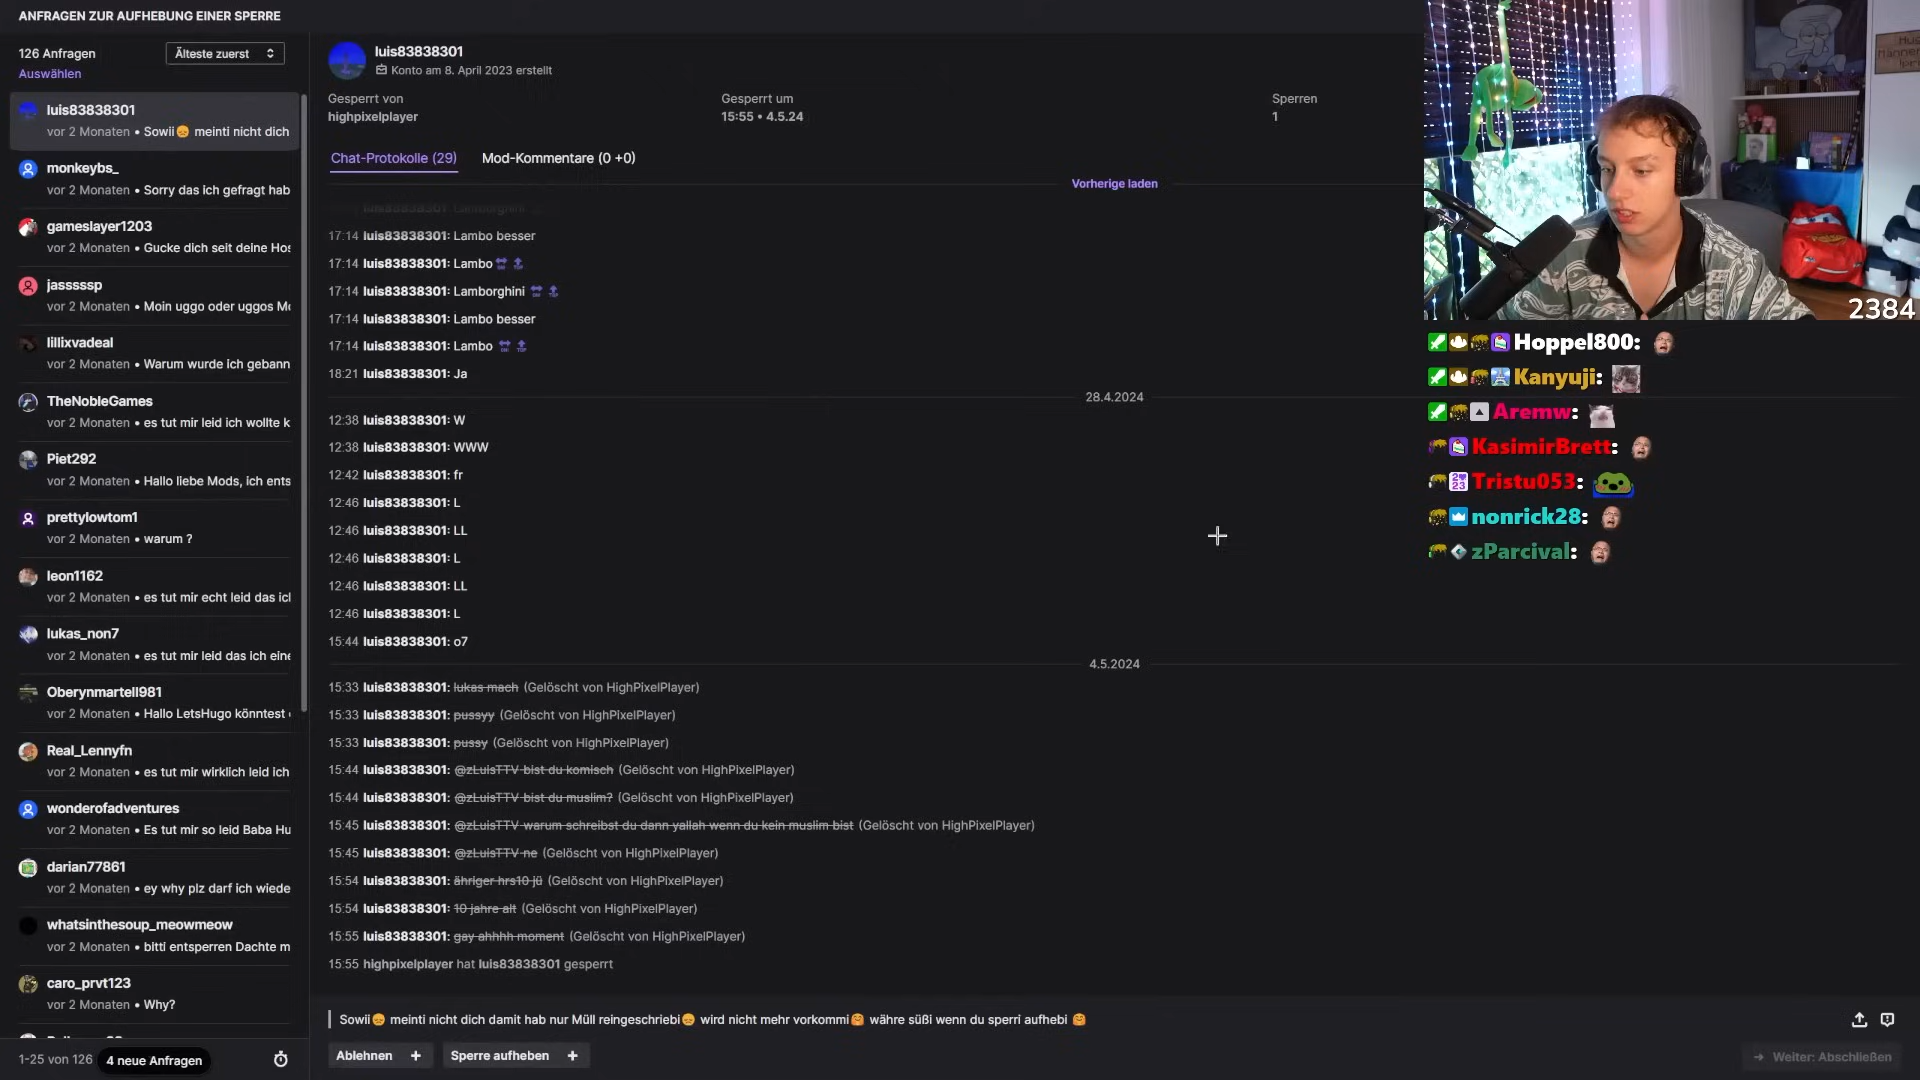 ANFRAGEN ZUR AUFHEBUNG EINER SPERRE
126 Anfragen
Älteste zuerst
Auswählen
luis83838301
vor 2 Monaten • Sowii😞 meinti nicht dich
monkeybs_
vor 2 Monaten • Sorry das ich gefragt hab
gameslayer1203
vor 2 Monaten • Gucke dich seit deine Hos
jasssssp
vor 2 Monaten • Moin uggo oder uggos Mo
lillixvadeal
vor 2 Monaten • Warum wurde ich gebann
TheNobleGames
vor 2 Monaten • es tut mir leid ich wollte k
Piet292
vor 2 Monaten • Hallo liebe Mods, ich ents
prettylowtom1
vor 2 Monaten • warum ?
leon1162
vor 2 Monaten • es tut mir echt leid das ich
lukas_non7
vor 2 Monaten • es tut mir leid das ich eine
Oberynmartell981
vor 2 Monaten • Hallo LetsHugo könntest
Real_Lennyfn
vor 2 Monaten • es tut mir wirklich leid ich
wonderofadventures
vor 2 Monaten • Es tut mir so leid Baba Hu
darian77861
vor 2 Monaten • ey why plz darf ich wiede
whatsinthesoup_meowmeow
vor 2 Monaten • bitti entsperren Dachte m
caro_prvt123
vor 2 Monaten • Why?
1-25 von 126
4 neue Anfragen
luis83838301
Konto am 8. April 2023 erstellt
Gesperrt von
highpixelplayer
Gesperrt um
15:55 • 4.5.24
Sperren
1
Chat-Protokolle (29)
Mod-Kommentare (0 +0)
Vorherige laden
luis83838301: Lamborghini
17:14 luis83838301: Lambo besser
17:14 luis83838301: Lambo
17:14 luis83838301: Lamborghini
17:14 luis83838301: Lambo besser
17:14 luis83838301: Lambo
18:21 luis83838301: Ja
28.4.2024
12:38 luis83838301: W
12:38 luis83838301: WWW
12:42 luis83838301: fr
12:46 luis83838301: L
12:46 luis83838301: LL
12:46 luis83838301: L
12:46 luis83838301: LL
12:46 luis83838301: L
15:44 luis83838301: o7
4.5.2024
15:33 luis83838301: lukas mach (Gelöscht von HighPixelPlayer)
15:33 luis83838301: pussyy (Gelöscht von HighPixelPlayer)
15:33 luis83838301: pussy (Gelöscht von HighPixelPlayer)
15:44 luis83838301: @zLuisTTV bist du komisch (Gelöscht von HighPixelPlayer)
15:44 luis83838301: @zLuisTTV bist du muslim? (Gelöscht von HighPixelPlayer)
15:45 luis83838301: @zLuisTTV warum schreibst du dann yallah wenn du kein muslim bist (Gelöscht von HighPixelPlayer)
15:45 luis83838301: @zLuisTTV ne (Gelöscht von HighPixelPlayer)
15:54 luis83838301: ähriger hrs10 jü (Gelöscht von HighPixelPlayer)
15:54 luis83838301: 10 jahre alt (Gelöscht von HighPixelPlayer)
15:55 luis83838301: gay ahhhh moment (Gelöscht von HighPixelPlayer)
15:55 highpixelplayer hat luis83838301 gesperrt
Sowii😞 meinti nicht dich damit hab nur Müll reingeschriebi😞 wird nicht mehr vorkommi🤗 währe süßi wenn du sperri aufhebi 🤗
Ablehnen +
Sperre aufheben +
→ Weiter: Abschließen
2384
Hoppel800:
Kanyuji:
Aremw:
KasimirBrett:
Tristu053:
nonrick28:
zParcival: